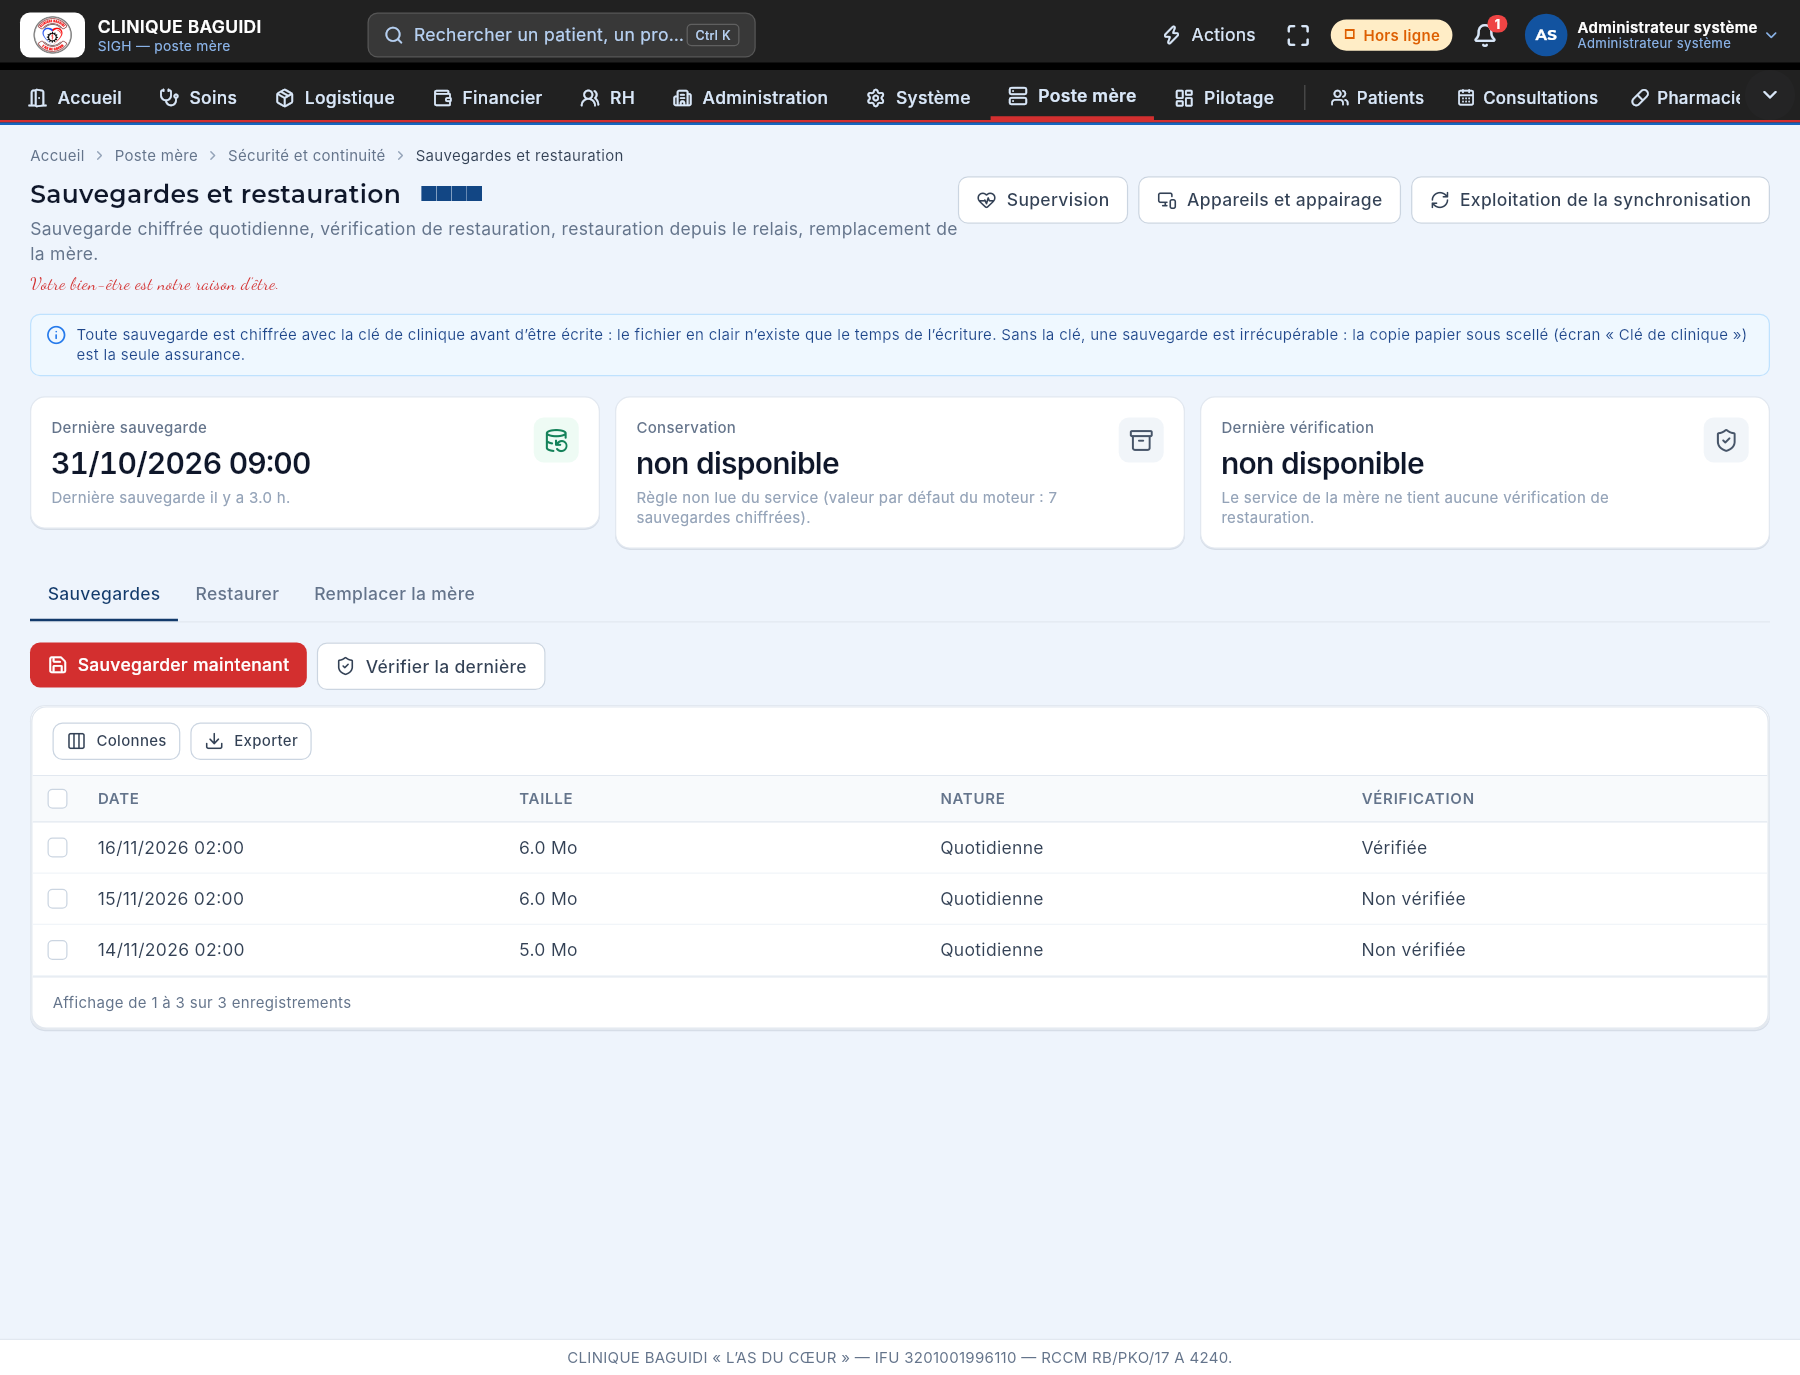 CLINIQUE BAGUIDI
SIGH — poste mère
Rechercher un patient, un pro... Ctrl K
Actions
Hors ligne
1
AS
Administrateur système
Administrateur système
Accueil Soins Logistique Financier RH Administration Système Poste mère Pilotage Patients Consultations Pharmacie
Accueil > Poste mère > Sécurité et continuité > Sauvegardes et restauration
Sauvegardes et restauration
Supervision Appareils et appairage Exploitation de la synchronisation
Sauvegarde chiffrée quotidienne, vérification de restauration, restauration depuis le relais, remplacement de
la mère.
Votre bien-être est notre raison d'être.
Toute sauvegarde est chiffrée avec la clé de clinique avant d’être écrite : le fichier en clair n’existe que le temps de l’écriture. Sans la clé, une sauvegarde est irrécupérable : la copie papier sous scellé (écran « Clé de clinique »)
est la seule assurance.
Dernière sauvegarde
31/10/2026 09:00
Dernière sauvegarde il y a 3.0 h.
Conservation
non disponible
Règle non lue du service (valeur par défaut du moteur : 7
sauvegardes chiffrées).
Dernière vérification
non disponible
Le service de la mère ne tient aucune vérification de
restauration.
Sauvegardes Restaurer Remplacer la mère
Sauvegarder maintenant Vérifier la dernière
Colonnes Exporter
DATE TAILLE NATURE VÉRIFICATION
16/11/2026 02:00 6.0 Mo Quotidienne Vérifiée
15/11/2026 02:00 6.0 Mo Quotidienne Non vérifiée
14/11/2026 02:00 5.0 Mo Quotidienne Non vérifiée
Affichage de 1 à 3 sur 3 enregistrements
CLINIQUE BAGUIDI « L’AS DU CŒUR » — IFU 3201001996110 — RCCM RB/PKO/17 A 4240.